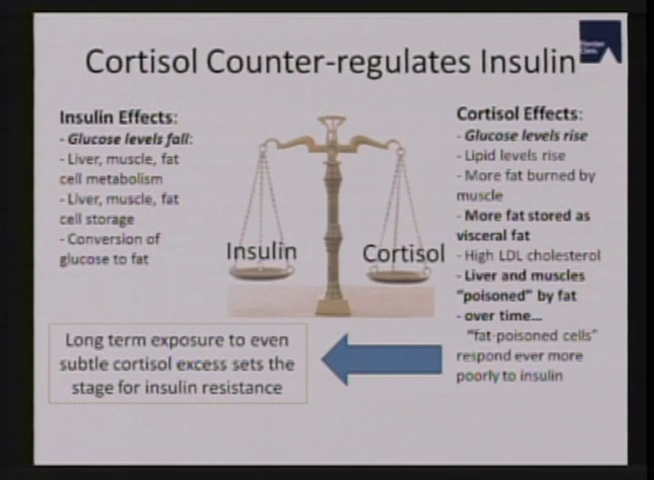 Cortisol Counter-regulates Insulin
Insulin Effects:
- Glucose levels fall:
- Liver, muscle, fat
cell metabolism
- Liver, muscle, fat
cell storage
- Conversion of
glucose to fat
Insulin
Cortisol
Cortisol Effects:
- Glucose levels rise
- Lipid levels rise
- More fat burned by
muscle
- More fat stored as
visceral fat
- High LDL cholesterol
- Liver and muscles
"poisoned" by fat
- over time...
"fat-poisoned cells"
respond ever more
poorly to insulin
Long term exposure to even
subtle cortisol excess sets the
stage for insulin resistance